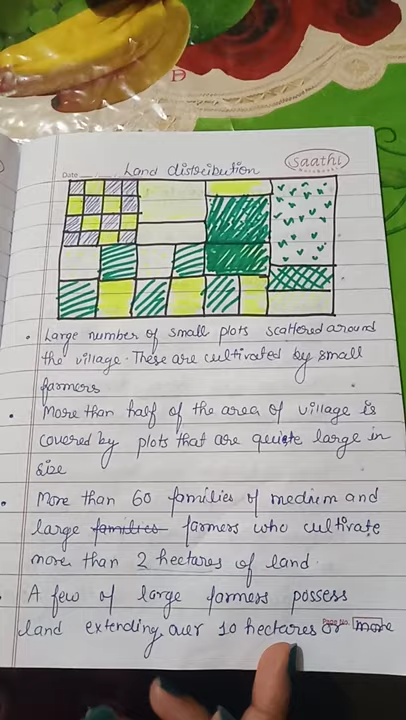 saathi
Date
Land distribution
• Large number of small plots scattered around
the village. These are cultivated by small
farmers
• More than half of the area of village is
covered by plots that are quite large in
size
• More than 60 families of medium and
large families farmers who cultivate
more than 2 hectares of land.
• A few of large farmers possess
land extending over 10 hectares or more